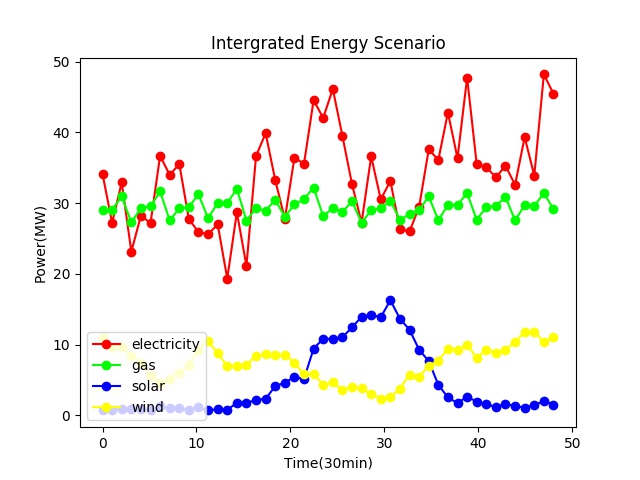 Intergrated Energy Scenario
Power(MW)
50
40
30
20
10
0
electricity
gas
solar
wind
0 10 20 30 40 50
Time(30min)